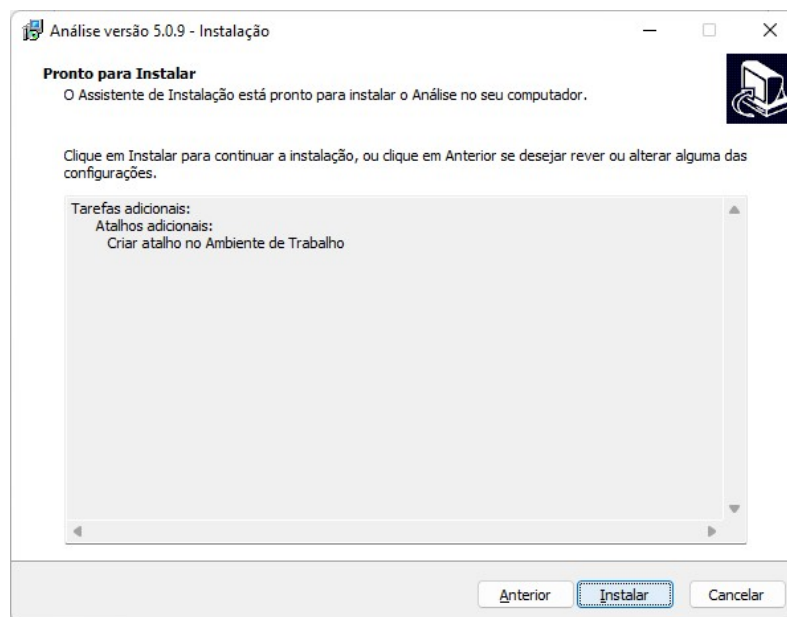 Análise versão 5.0.9 - Instalação
Pronto para Instalar
O Assistente de Instalação está pronto para instalar o Análise no seu computador.
Clique em Instalar para continuar a instalação, ou clique em Anterior se desejar rever ou alterar alguma das
configurações.
Tarefas adicionais:
Atalhos adicionais:
Criar atalho no Ambiente de Trabalho
Anterior
Instalar
Cancelar